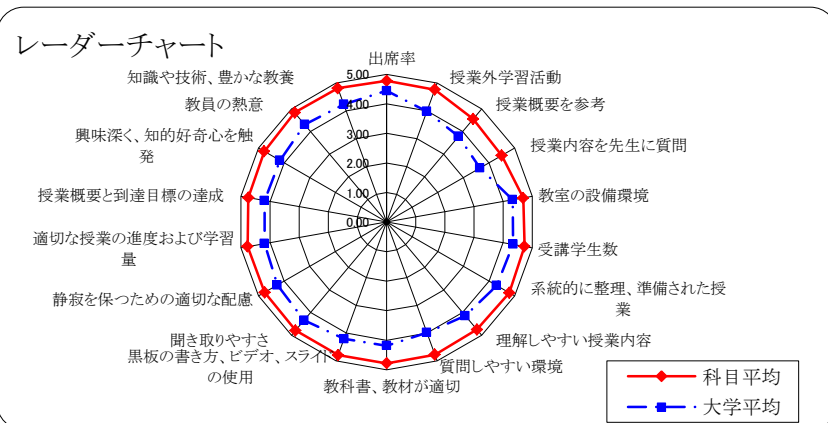 レーダーチャート
出席率
授業外学習活動
授業概要を参考
授業内容を先生に質問
教室の設備環境
受講学生数
系統的に整理、準備された授
業
理解しやすい授業内容
質問しやすい環境
教科書、教材が適切
黒板の書き方、ビデオ、スライド
の使用
聞き取りやすさ
静寂を保つための適切な配慮
適切な授業の進度および学習
量
授業概要と到達目標の達成
興味深く、知的好奇心を触
発
教員の熱意
知識や技術、豊かな教養
5.00
4.00
3.00
2.00
1.00
0.00
科目平均
大学平均